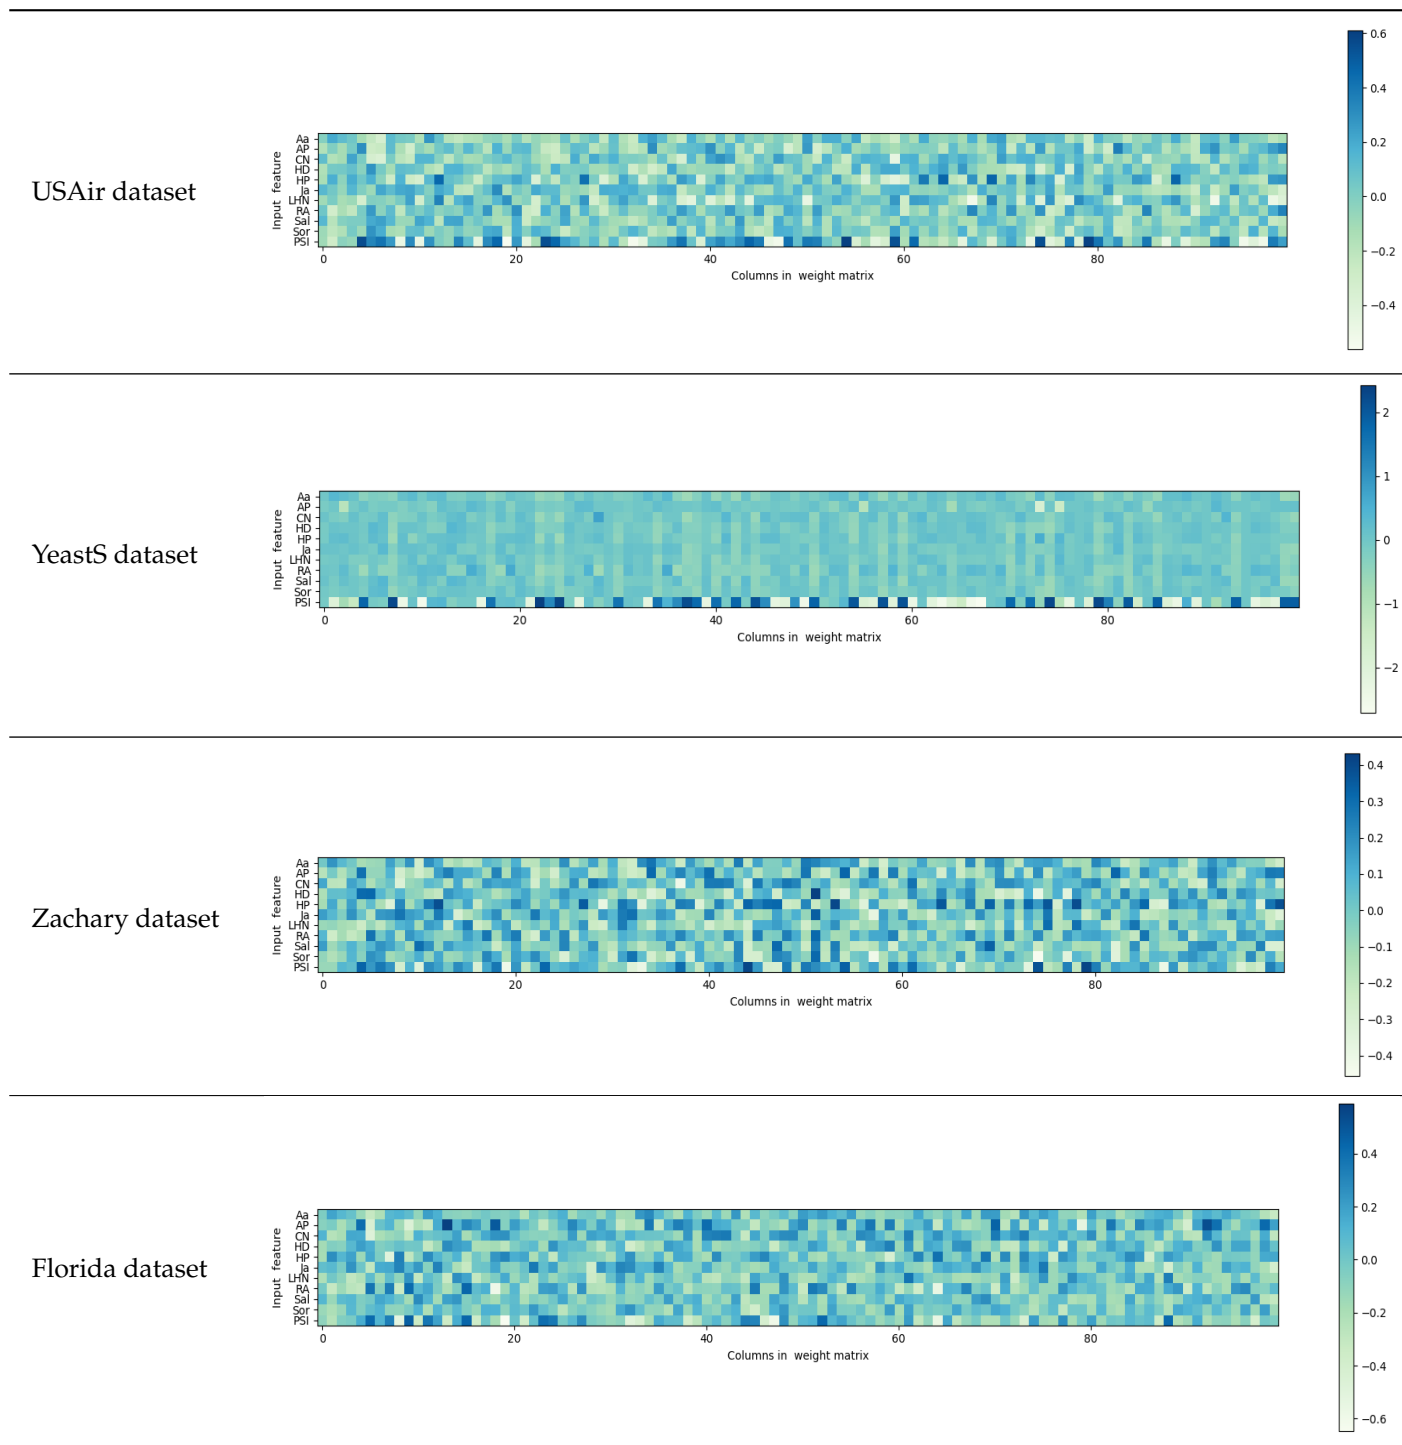 USAir dataset
Input feature
Aa
AP
CN
HD
HP
Ja
LHN
RA
Sal
Sor
PSI
0 20 40 60 80
Columns in weight matrix
0.6
0.4
0.2
0.0
−0.2
−0.4
YeastS dataset
Input feature
Aa
AP
CN
HD
HP
Ja
LHN
RA
Sal
Sor
PSI
0 20 40 60 80
Columns in weight matrix
2
1
0
−1
−2
Zachary dataset
Input feature
Aa
AP
CN
HD
HP
Ja
LHN
RA
Sal
Sor
PSI
0 20 40 60 80
Columns in weight matrix
0.4
0.3
0.2
0.1
0.0
−0.1
−0.2
−0.3
−0.4
Florida dataset
Input feature
Aa
AP
CN
HD
HP
Ja
LHN
RA
Sal
Sor
PSI
0 20 40 60 80
Columns in weight matrix
0.4
0.2
0.0
−0.2
−0.4
−0.6